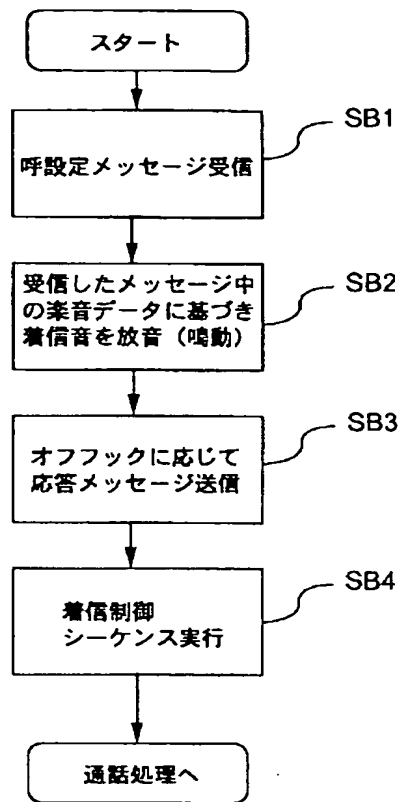 スタート
SB1
呼設定メッセージ受信
SB2
受信したメッセージ中
の楽音データに基づき
着信音を放音（鳴動）
SB3
オフフックに応じて
応答メッセージ送信
SB4
着信制御
シーケンス実行
通話処理へ